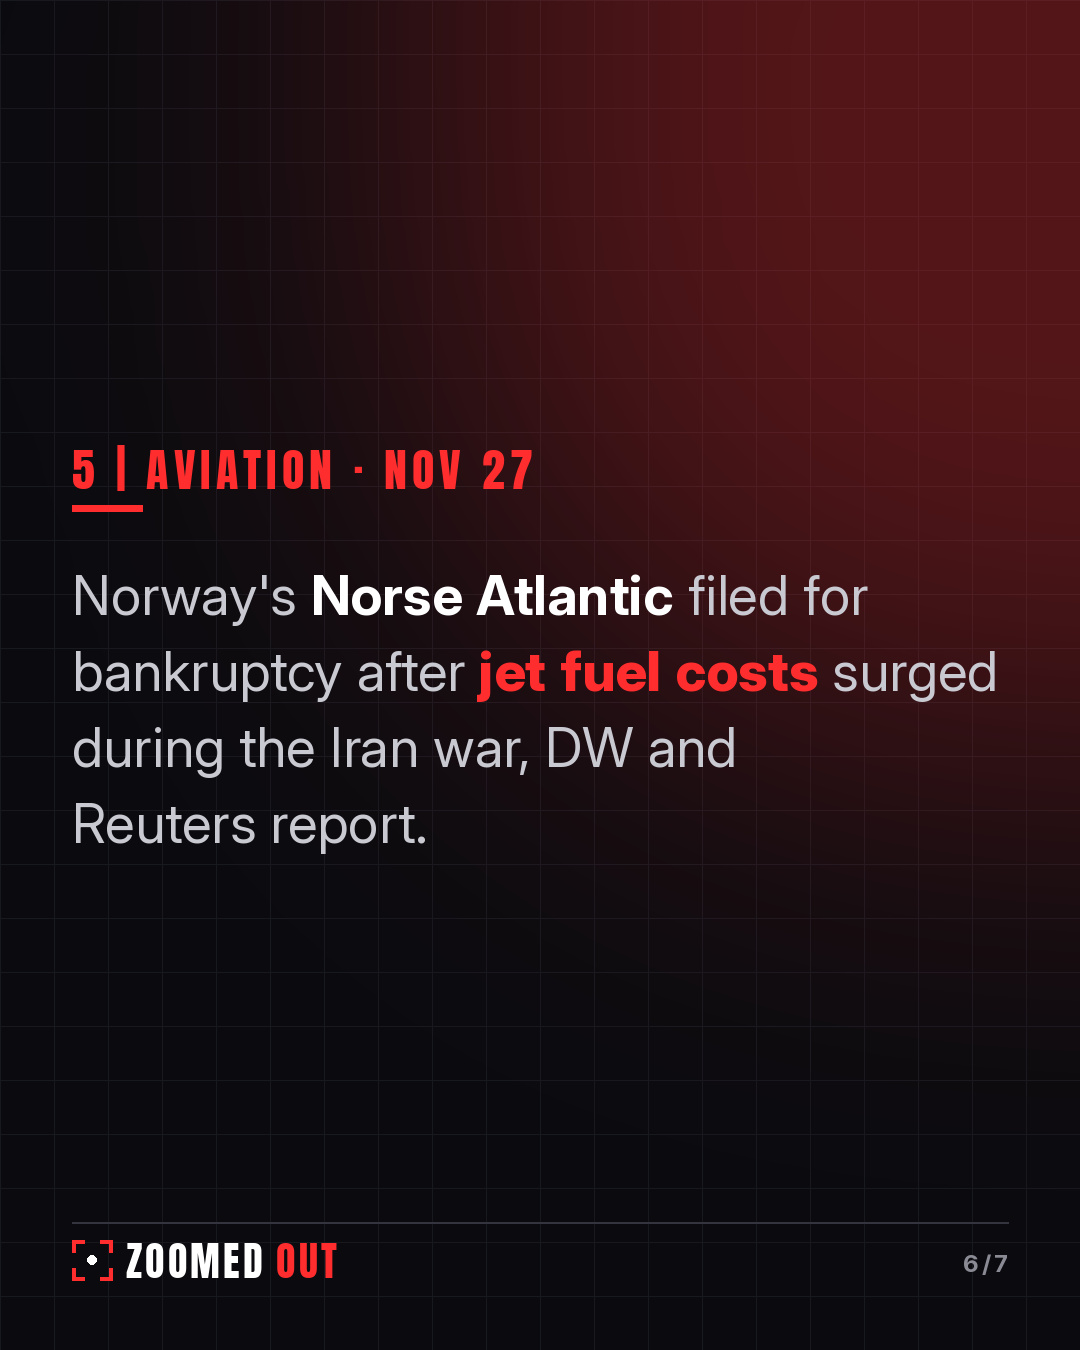 5 | AVIATION · NOV 27
Norway's Norse Atlantic filed for
bankruptcy after jet fuel costs surged
during the Iran war, DW and
Reuters report.
ZOOMED OUT
6/7